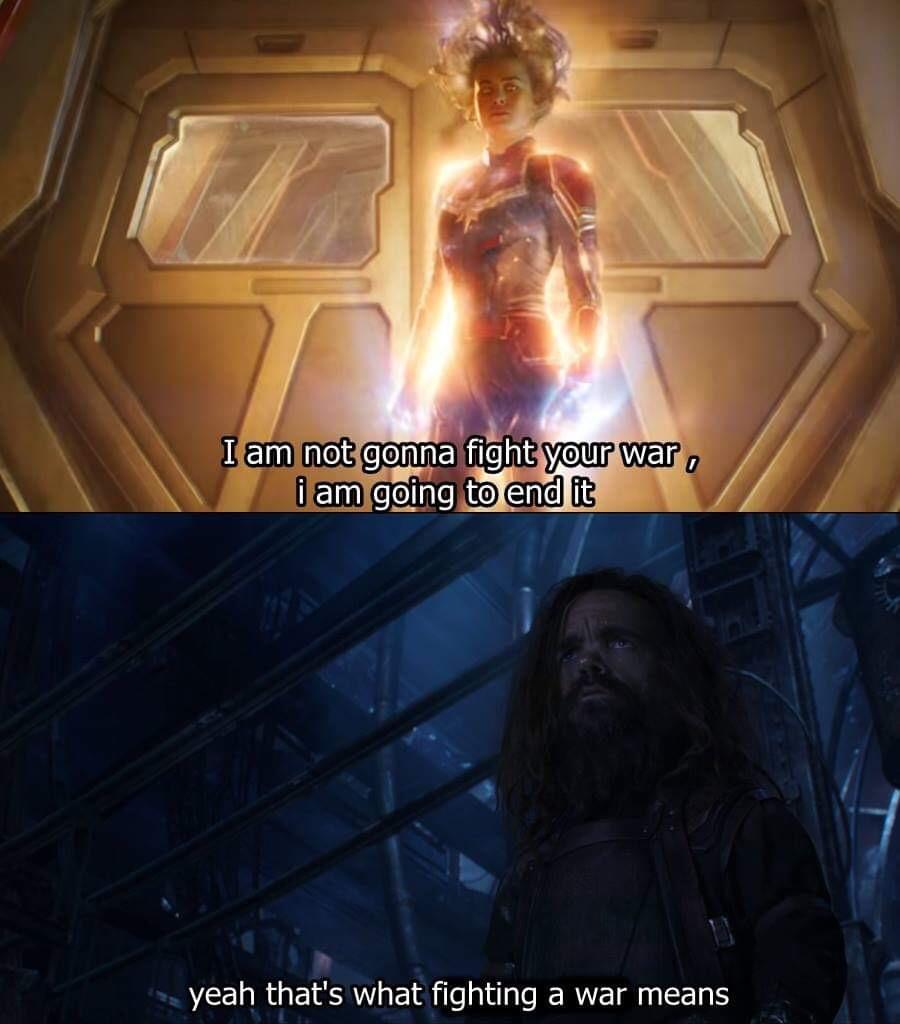 I am not gonna fight your war ,
i am going to end it
yeah that's what fighting a war means